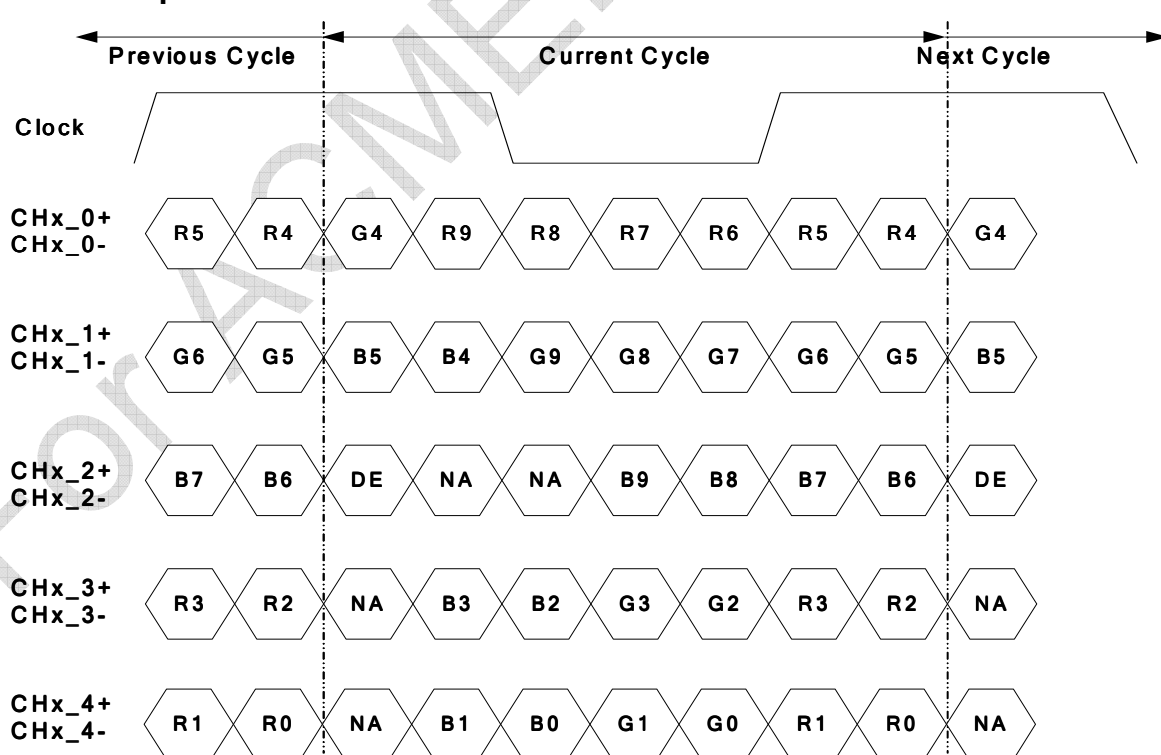 Previous Cycle Current Cycle Next Cycle
Clock
CHx_0+
CHx_0-
R5 R4 G4 R9 R8 R7 R6 R5 R4 G4
CHx_1+
CHx_1-
G6 G5 B5 B4 G9 G8 G7 G6 G5 B5
CHx_2+
CHx_2-
B7 B6 DE NA NA B9 B8 B7 B6 DE
CHx_3+
CHx_3-
R3 R2 NA B3 B2 G3 G2 R3 R2 NA
CHx_4+
CHx_4-
R1 R0 NA B1 B0 G1 G0 R1 R0 NA
For ACME